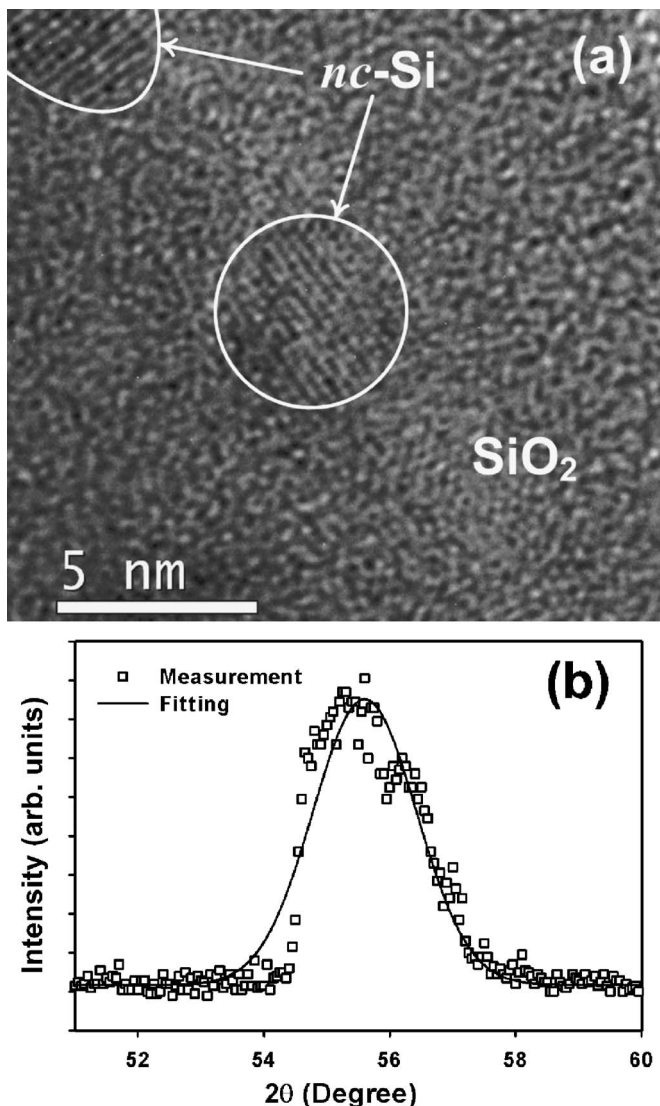 (a)
nc-Si
SiO₂
5 nm
(b)
Measurement
Fitting
Intensity (arb. units)
52 54 56 58 60
2θ (Degree)